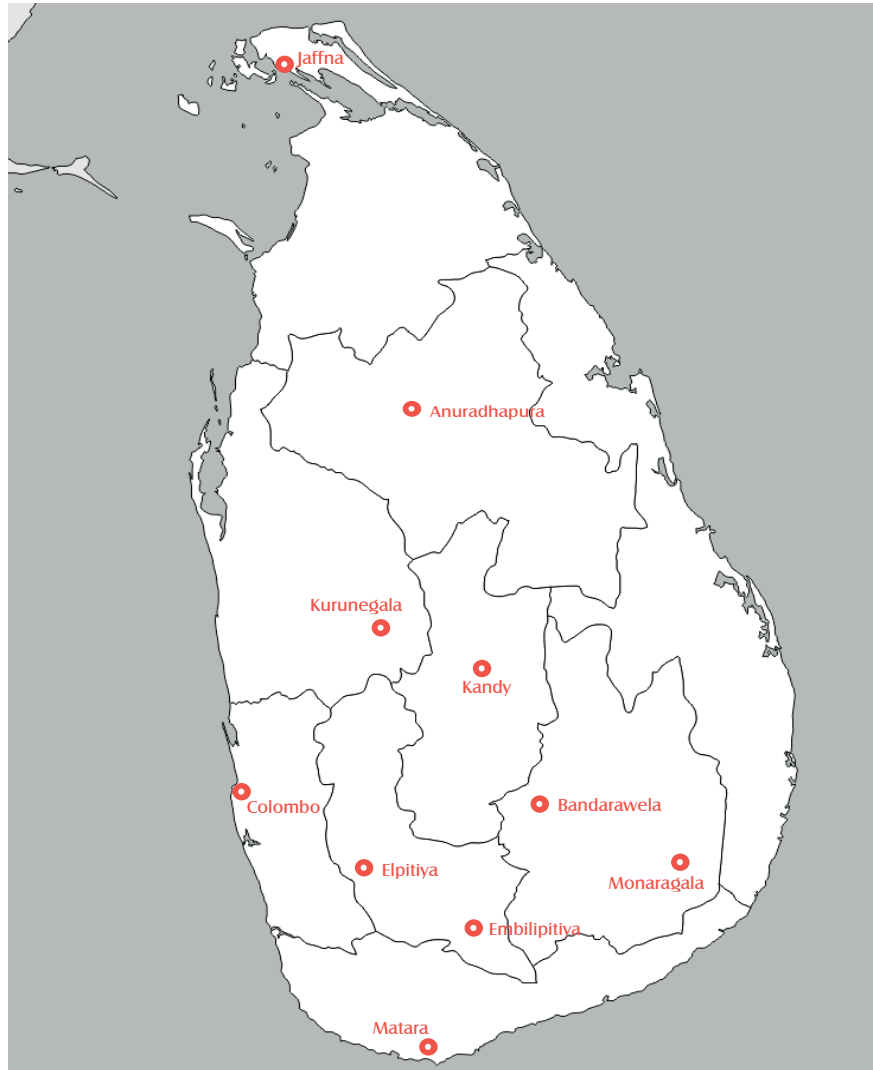 Jaffna
Anuradhapura
Kurunegala
Kandy
Colombo
Bandarawela
Elpitiya
Monaragala
Embilipitiya
Matara